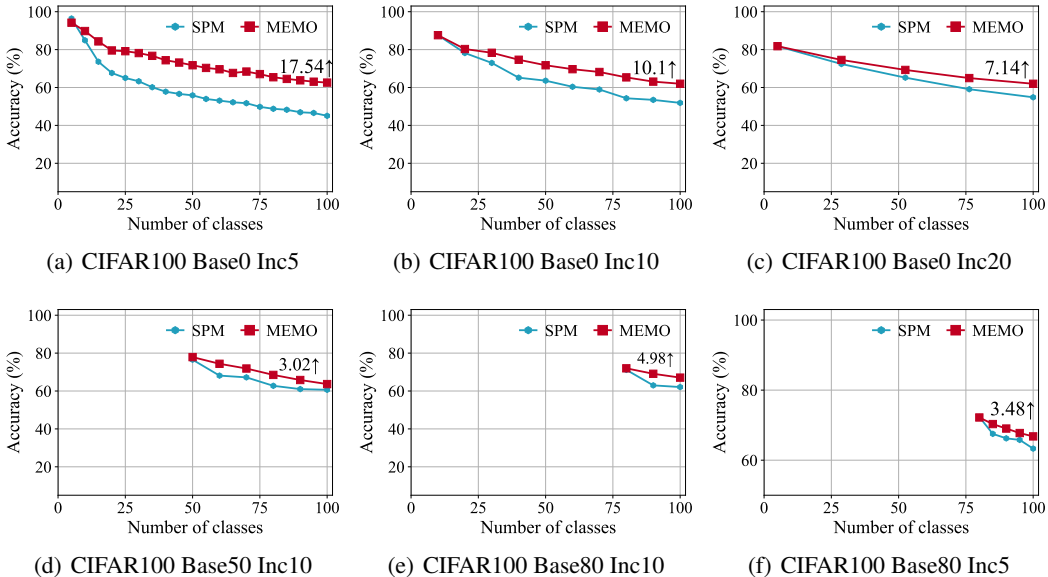 100
80
60
40
20
0 25 50 75 100
Accuracy (%)
Number of classes
SPM MEMO
17.54↑
(a) CIFAR100 Base0 Inc5
100
80
60
40
20
0 25 50 75 100
Accuracy (%)
Number of classes
SPM MEMO
10.1↑
(b) CIFAR100 Base0 Inc10
100
80
60
40
20
0 25 50 75 100
Accuracy (%)
Number of classes
SPM MEMO
7.14↑
(c) CIFAR100 Base0 Inc20
100
80
60
40
20
0 25 50 75 100
Accuracy (%)
Number of classes
SPM MEMO
3.02↑
(d) CIFAR100 Base50 Inc10
100
80
60
40
20
0 25 50 75 100
Accuracy (%)
Number of classes
SPM MEMO
4.98↑
(e) CIFAR100 Base80 Inc10
100
80
60
0 25 50 75 100
Accuracy (%)
Number of classes
SPM MEMO
3.48↑
(f) CIFAR100 Base80 Inc5